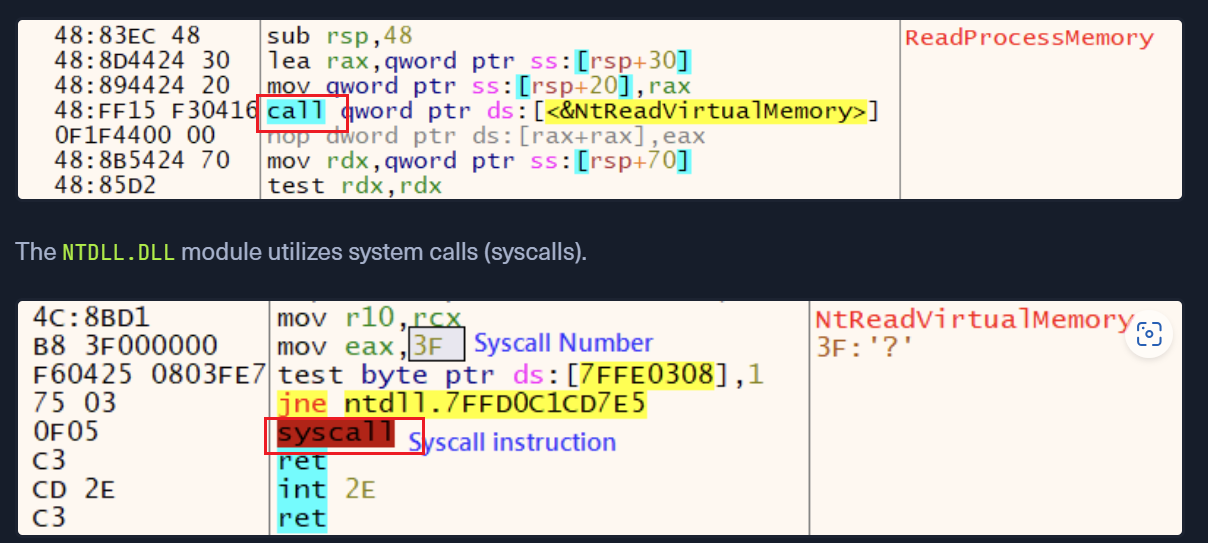 48:83EC 48 sub rsp,48 ReadProcessMemory
48:8D4424 30 lea rax,qword ptr ss:[rsp+30]
48:894424 20 mov qword ptr ss:[rsp+20],rax
48:FF15 F30416 call qword ptr ds:[<&NtReadVirtualMemory>]
0F1F4400 00 nop dword ptr ds:[rax+rax],eax
48:8B5424 70 mov rdx,qword ptr ss:[rsp+70]
48:85D2 test rdx,rdx
The NTDLL.DLL module utilizes system calls (syscalls).
4C:8BD1 mov r10,rcx NtReadVirtualMemory
B8 3F000000 mov eax,3F Syscall Number 3F:'?'
F60425 0803FE7 test byte ptr ds:[7FFE0308],1
75 03 jne ntdll.7FFD0C1CD7E5
0F05 syscall Syscall instruction
C3 ret
CD 2E int 2E
C3 ret